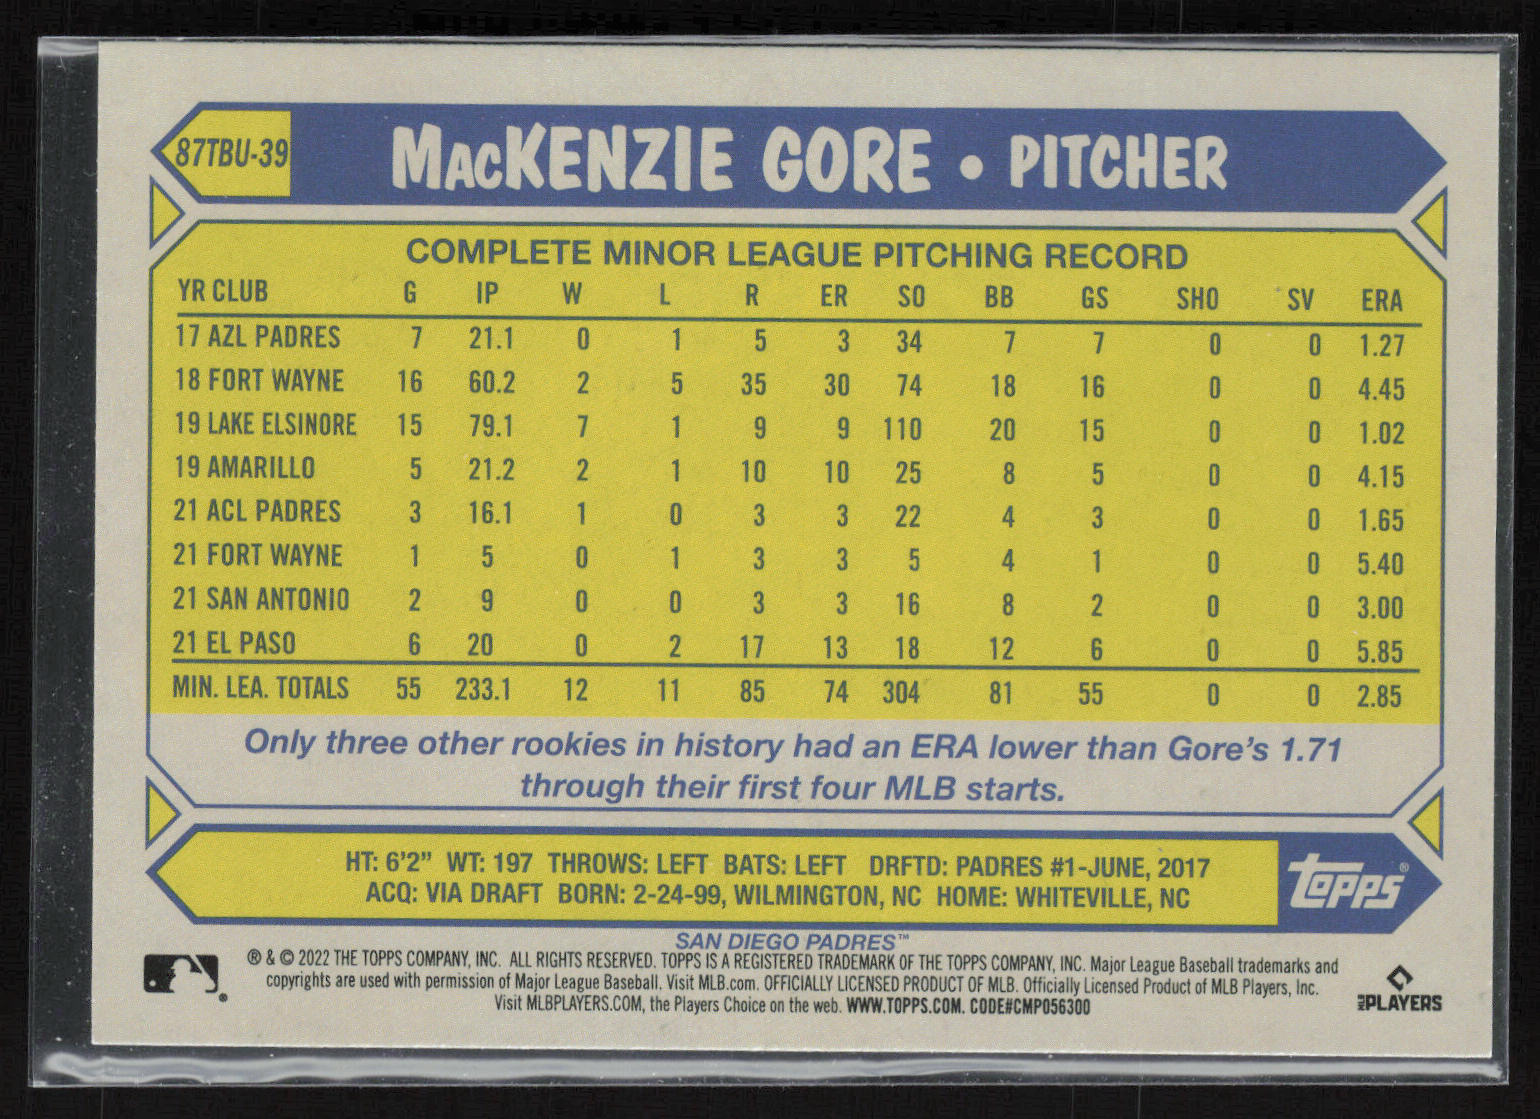 87TBU-39
MACKENZIE GORE • PITCHER
COMPLETE MINOR LEAGUE PITCHING RECORD
YR CLUB G IP W L R ER SO BB GS SHO SV ERA
17 AZL PADRES 7 21.1 0 1 5 3 34 7 7 0 0 1.27
18 FORT WAYNE 16 60.2 2 5 35 30 74 18 16 0 0 4.45
19 LAKE ELSINORE 15 79.1 7 1 9 9 110 20 15 0 0 1.02
19 AMARILLO 5 21.2 2 1 10 10 25 8 5 0 0 4.15
21 ACL PADRES 3 16.1 1 0 3 3 22 4 3 0 0 1.65
21 FORT WAYNE 1 5 0 1 3 3 5 4 1 0 0 5.40
21 SAN ANTONIO 2 9 0 0 3 3 16 8 2 0 0 3.00
21 EL PASO 6 20 0 2 17 13 18 12 6 0 0 5.85
MIN. LEA. TOTALS 55 233.1 12 11 85 74 304 81 55 0 0 2.85
Only three other rookies in history had an ERA lower than Gore's 1.71
through their first four MLB starts.
HT: 6'2" WT: 197 THROWS: LEFT BATS: LEFT DRFTD: PADRES #1-JUNE, 2017
ACQ: VIA DRAFT BORN: 2-24-99, WILMINGTON, NC HOME: WHITEVILLE, NC
topps®
SAN DIEGO PADRES™
® & © 2022 THE TOPPS COMPANY, INC. ALL RIGHTS RESERVED. TOPPS IS A REGISTERED TRADEMARK OF THE TOPPS COMPANY, INC. Major League Baseball trademarks and
copyrights are used with permission of Major League Baseball. Visit MLB.com. OFFICIALLY LICENSED PRODUCT OF MLB. Officially Licensed Product of MLB Players, Inc.
Visit MLBPLAYERS.COM, the Players Choice on the web. WWW.TOPPS.COM. CODE#CMP056300
MLB PLAYERS